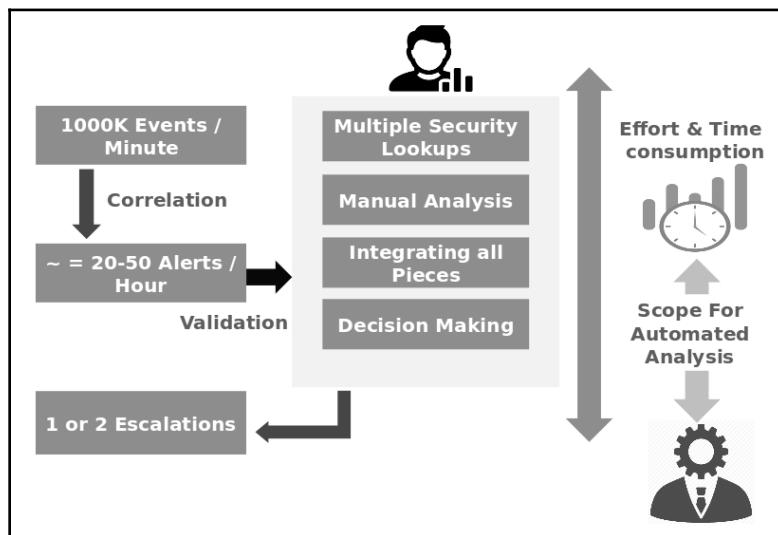 1000K Events /
Minute
Correlation
~ = 20-50 Alerts /
Hour
Validation
Multiple Security
Lookups
Manual Analysis
Integrating all
Pieces
Decision Making
1 or 2 Escalations
Effort & Time
consumption
Scope For
Automated
Analysis